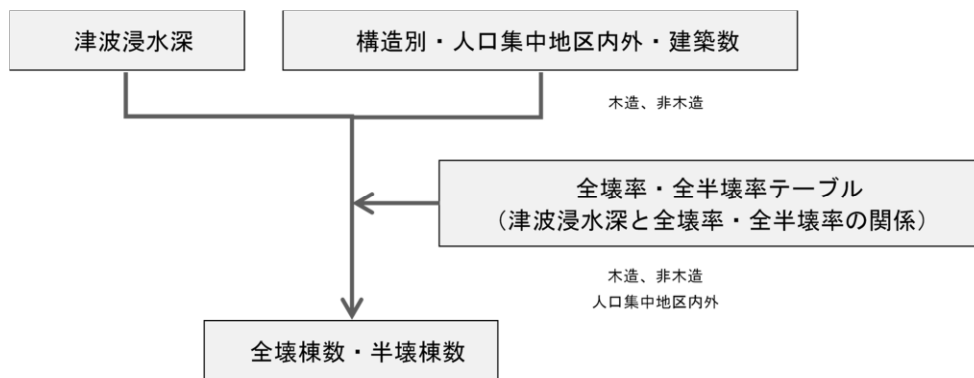 津波浸水深
構造別・人口集中地区内外・建築数
木造、非木造
全壊率・全半壊率テーブル
（津波浸水深と全壊率・全半壊率の関係）
木造、非木造
人口集中地区内外
全壊棟数・半壊棟数